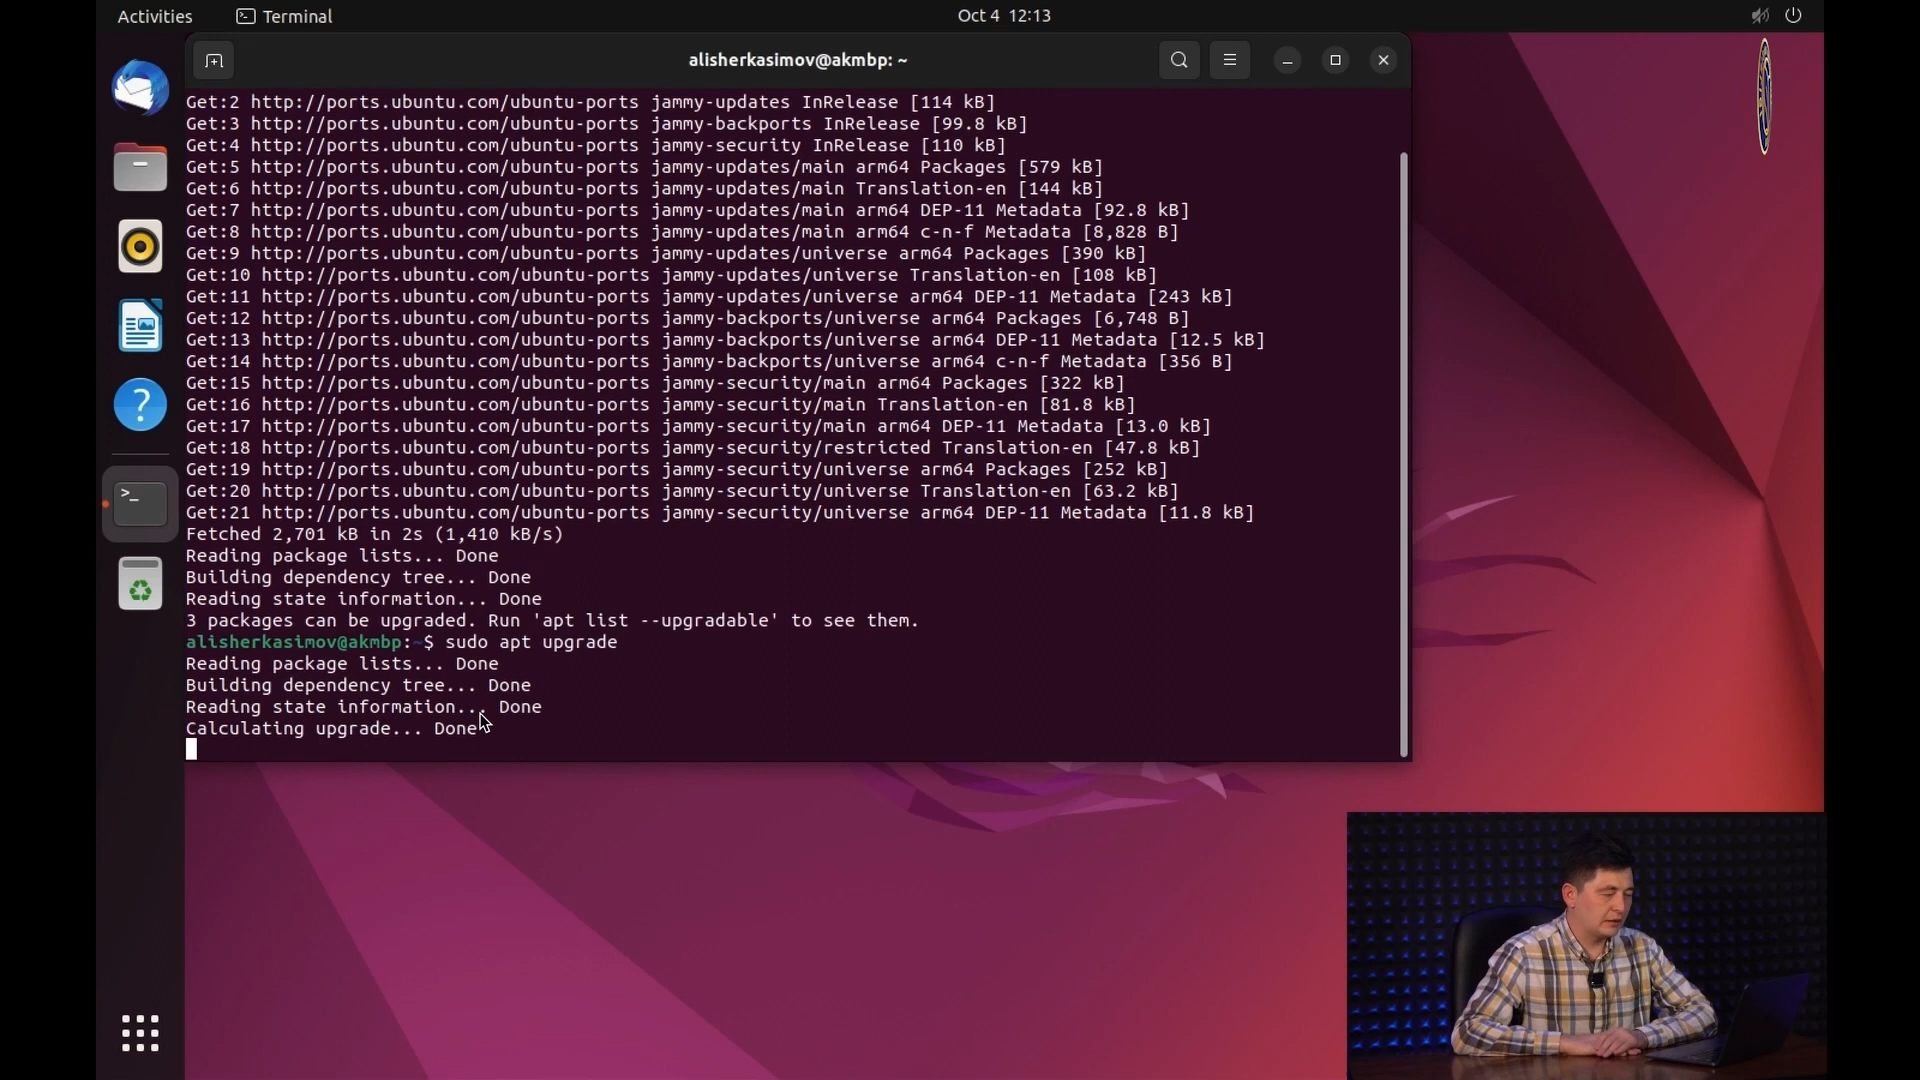 Activities
Terminal
Oct 4 12:13
alisherkasimov@akmbp: ~
Get:2 http://ports.ubuntu.com/ubuntu-ports jammy-updates InRelease [114 kB]
Get:3 http://ports.ubuntu.com/ubuntu-ports jammy-backports InRelease [99.8 kB]
Get:4 http://ports.ubuntu.com/ubuntu-ports jammy-security InRelease [110 kB]
Get:5 http://ports.ubuntu.com/ubuntu-ports jammy-updates/main arm64 Packages [579 kB]
Get:6 http://ports.ubuntu.com/ubuntu-ports jammy-updates/main Translation-en [144 kB]
Get:7 http://ports.ubuntu.com/ubuntu-ports jammy-updates/main arm64 DEP-11 Metadata [92.8 kB]
Get:8 http://ports.ubuntu.com/ubuntu-ports jammy-updates/main arm64 c-n-f Metadata [8,828 B]
Get:9 http://ports.ubuntu.com/ubuntu-ports jammy-updates/universe arm64 Packages [390 kB]
Get:10 http://ports.ubuntu.com/ubuntu-ports jammy-updates/universe Translation-en [108 kB]
Get:11 http://ports.ubuntu.com/ubuntu-ports jammy-updates/universe arm64 DEP-11 Metadata [243 kB]
Get:12 http://ports.ubuntu.com/ubuntu-ports jammy-backports/universe arm64 Packages [6,748 B]
Get:13 http://ports.ubuntu.com/ubuntu-ports jammy-backports/universe arm64 DEP-11 Metadata [12.5 kB]
Get:14 http://ports.ubuntu.com/ubuntu-ports jammy-backports/universe arm64 c-n-f Metadata [356 B]
Get:15 http://ports.ubuntu.com/ubuntu-ports jammy-security/main arm64 Packages [322 kB]
Get:16 http://ports.ubuntu.com/ubuntu-ports jammy-security/main Translation-en [81.8 kB]
Get:17 http://ports.ubuntu.com/ubuntu-ports jammy-security/main arm64 DEP-11 Metadata [13.0 kB]
Get:18 http://ports.ubuntu.com/ubuntu-ports jammy-security/restricted Translation-en [47.8 kB]
Get:19 http://ports.ubuntu.com/ubuntu-ports jammy-security/universe arm64 Packages [252 kB]
Get:20 http://ports.ubuntu.com/ubuntu-ports jammy-security/universe Translation-en [63.2 kB]
Get:21 http://ports.ubuntu.com/ubuntu-ports jammy-security/universe arm64 DEP-11 Metadata [11.8 kB]
Fetched 2,701 kB in 2s (1,410 kB/s)
Reading package lists... Done
Building dependency tree... Done
Reading state information... Done
3 packages can be upgraded. Run 'apt list --upgradable' to see them.
alisherkasimov@akmbp:~$ sudo apt upgrade
Reading package lists... Done
Building dependency tree... Done
Reading state information... Done
Calculating upgrade... Done